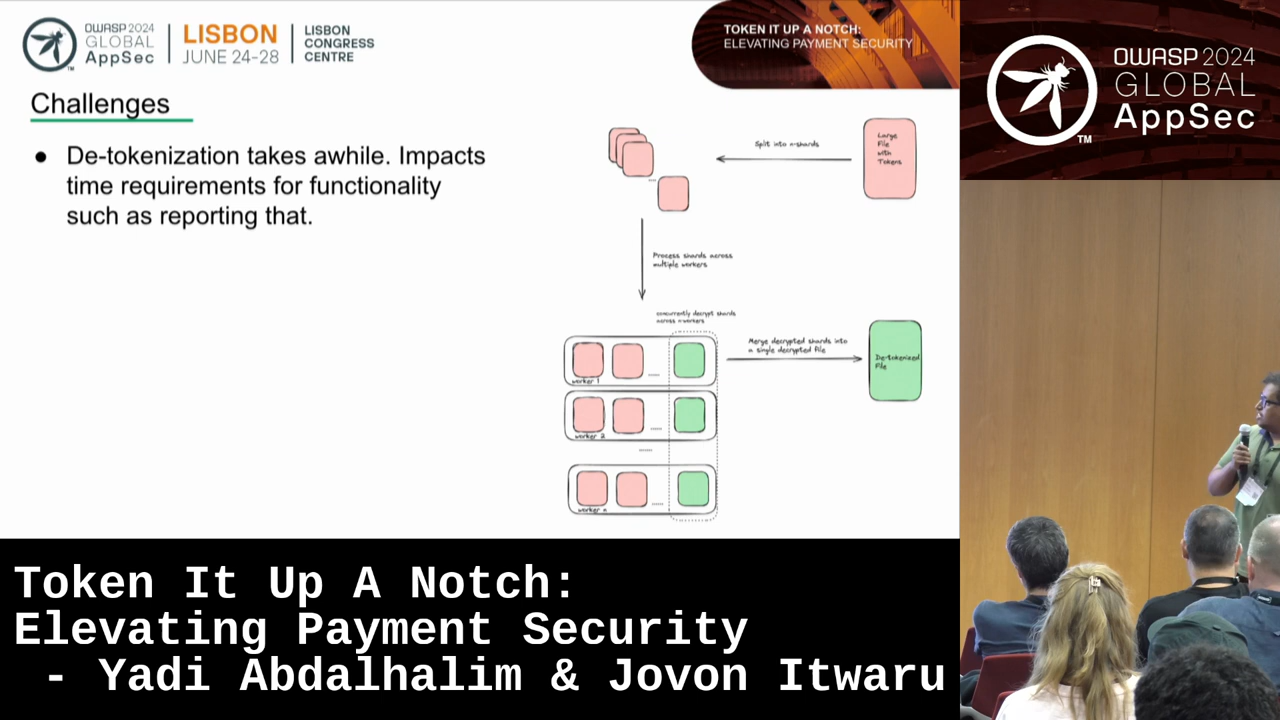 OWASP 2024
GLOBAL
AppSec
LISBON
JUNE 24-28
LISBON
CONGRESS
CENTRE
TOKEN IT UP A NOTCH:
ELEVATING PAYMENT SECURITY
OWASP 2024
GLOBAL
AppSec
TM
Challenges
● De-tokenization takes awhile. Impacts
time requirements for functionality
such as reporting that.
Large
File
with
Tokens
Split into n-shards
....
Process shards across
multiple workers
concurrently decrypt shards
across n-workers
Merge decrypted shards into
a single decrypted file
De-tokenized
File
worker 1
worker 2
worker n
Token It Up A Notch:
Elevating Payment Security
- Yadi Abdalhalim & Jovon Itwaru